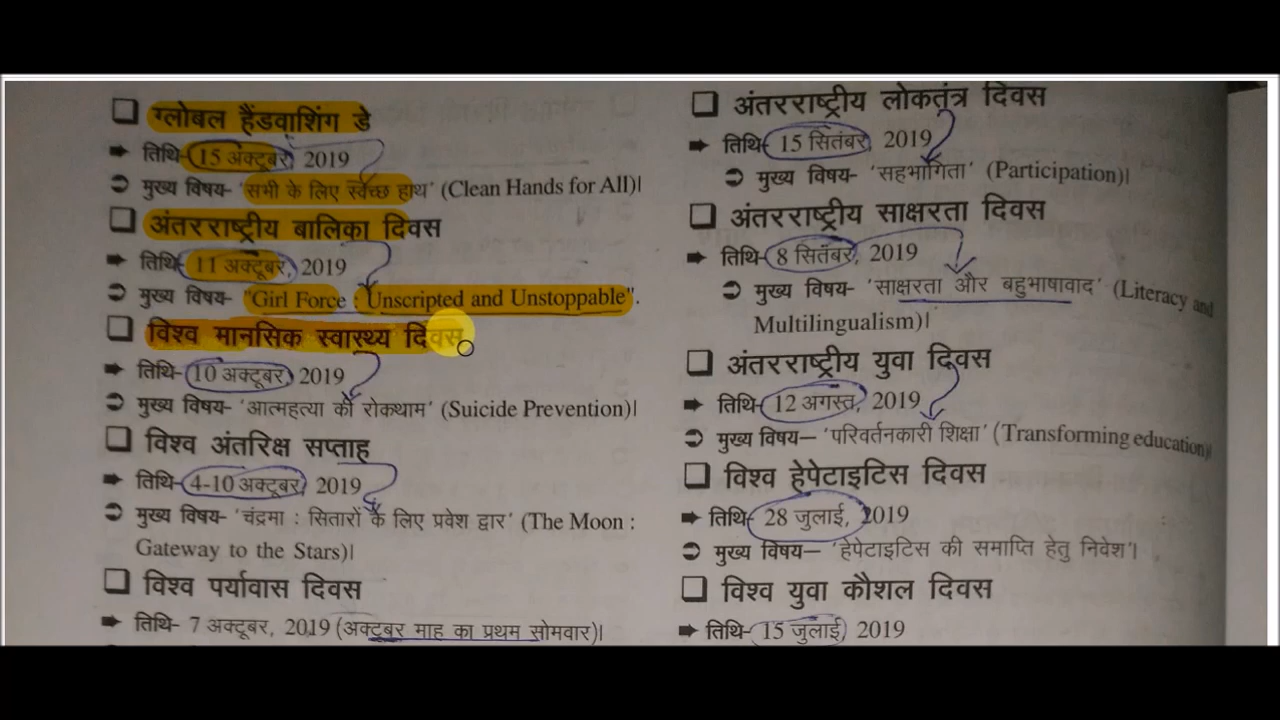 ❑ ग्लोबल हैंडवाशिंग डे
➡ तिथि- 15 अक्टूबर, 2019
➲ मुख्य विषय- 'सभी के लिए स्वच्छ हाथ' (Clean Hands for All)।
❑ अंतरराष्ट्रीय बालिका दिवस
➡ तिथि- 11 अक्टूबर, 2019
➲ मुख्य विषय- "Girl Force : Unscripted and Unstoppable".
❑ विश्व मानसिक स्वास्थ्य दिवस
➡ तिथि- 10 अक्टूबर, 2019
➲ मुख्य विषय- 'आत्महत्या की रोकथाम' (Suicide Prevention)।
❑ विश्व अंतरिक्ष सप्ताह
➡ तिथि- 4-10 अक्टूबर, 2019
➲ मुख्य विषय- 'चंद्रमा : सितारों के लिए प्रवेश द्वार' (The Moon :
Gateway to the Stars)।
❑ विश्व पर्यावास दिवस
➡ तिथि- 7 अक्टूबर, 2019 (अक्टूबर माह का प्रथम सोमवार)।
❑ अंतरराष्ट्रीय लोकतंत्र दिवस
➡ तिथि- 15 सितंबर, 2019
➲ मुख्य विषय- 'सहभागिता' (Participation)।
❑ अंतरराष्ट्रीय साक्षरता दिवस
➡ तिथि- 8 सितंबर, 2019
➲ मुख्य विषय- 'साक्षरता और बहुभाषावाद' (Literacy and
Multilingualism)।
❑ अंतरराष्ट्रीय युवा दिवस
➡ तिथि- 12 अगस्त, 2019
➲ मुख्य विषय– 'परिवर्तनकारी शिक्षा' (Transforming education)।
❑ विश्व हेपेटाइटिस दिवस
➡ तिथि- 28 जुलाई, 2019
➲ मुख्य विषय– 'हेपेटाइटिस की समाप्ति हेतु निवेश'।
❑ विश्व युवा कौशल दिवस
➡ तिथि- 15 जुलाई, 2019